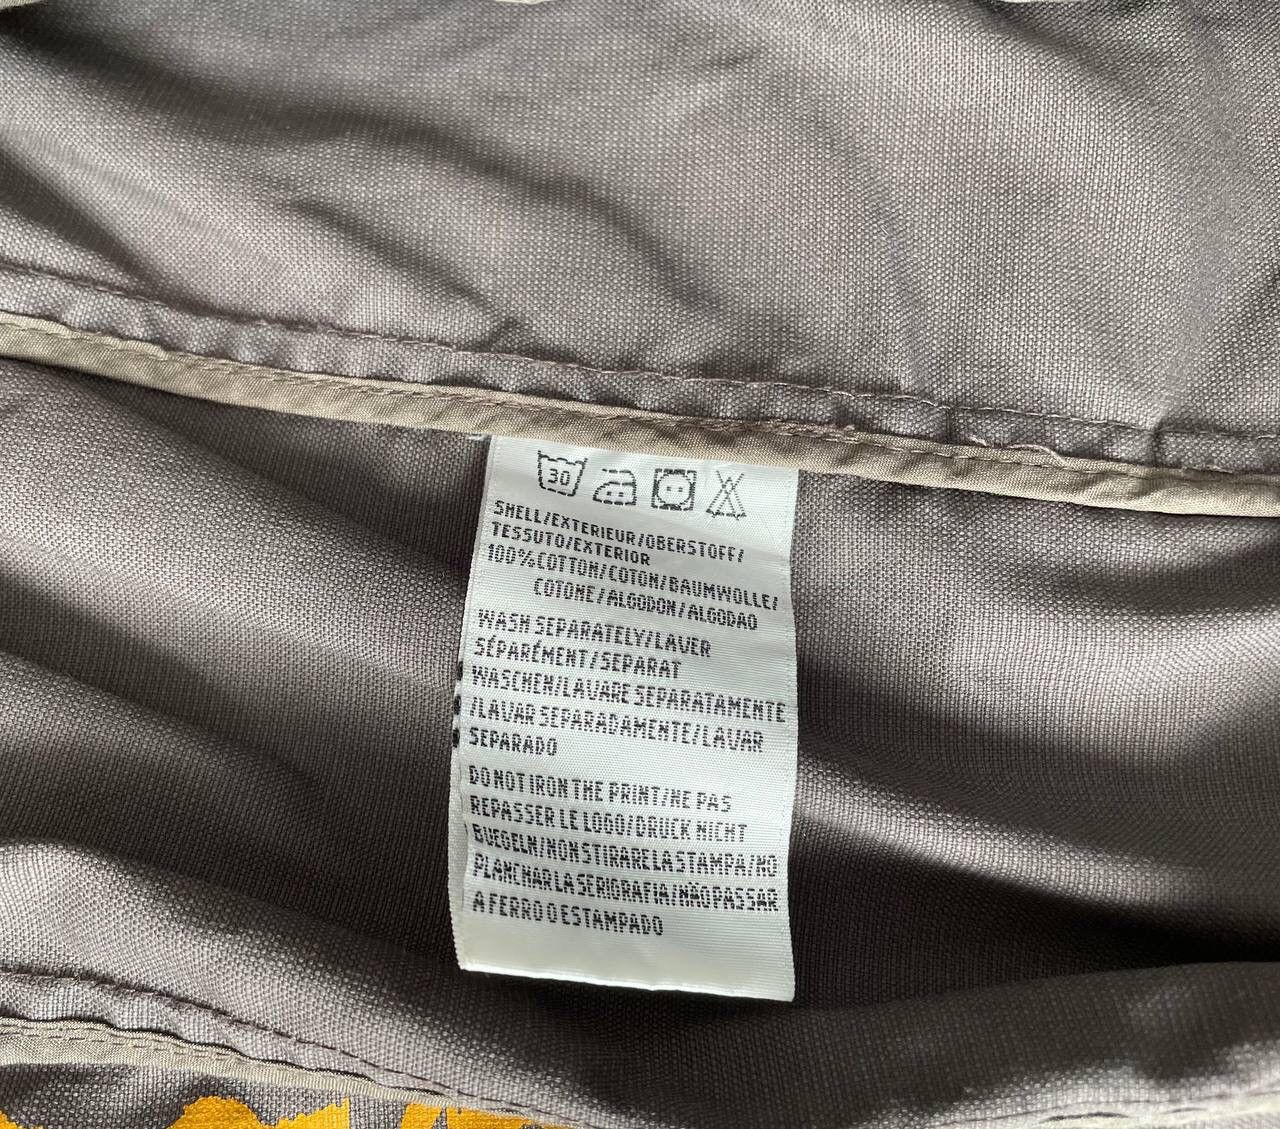 30
SHELL/EXTERIEUR/OBERSTOFF/
TESSUTO/EXTERIOR
100%COTTON/COTON/BAUMWOLLE/
COTONE/ALGODON/ALGODAO
WASH SEPARATELY/LAVER
SÉPARÉMENT/SEPARAT
WASCHEN/LAVARE SEPARATAMENTE
/LAVAR SEPARADAMENTE/LAVAR
SEPARADO
DO NOT IRON THE PRINT/NE PAS
REPASSER LE LOGO/DRUCK NICHT
BUEGELN/NON STIRARE LA STAMPA/NO
PLANCHAR LA SERIGRAFIA/NÃO PASSAR
A FERRO O ESTAMPADO